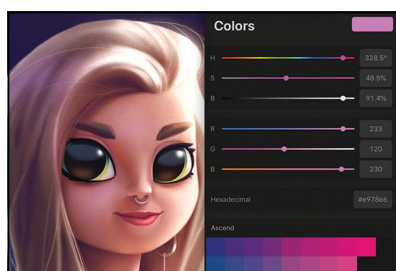 Colors
H 328.5°
S 48.5%
B 91.4%
R 233
G 120
B 230
Hexadecimal #e978e6
Ascend